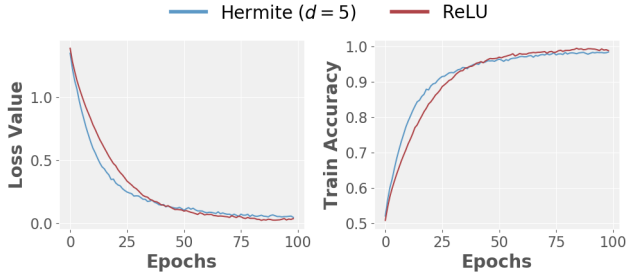 Hermite (d = 5) ReLU
Loss Value
1.0
0.5
0.0
0 25 50 75 100
Epochs
Train Accuracy
1.0
0.9
0.8
0.7
0.6
0.5
0 25 50 75 100
Epochs